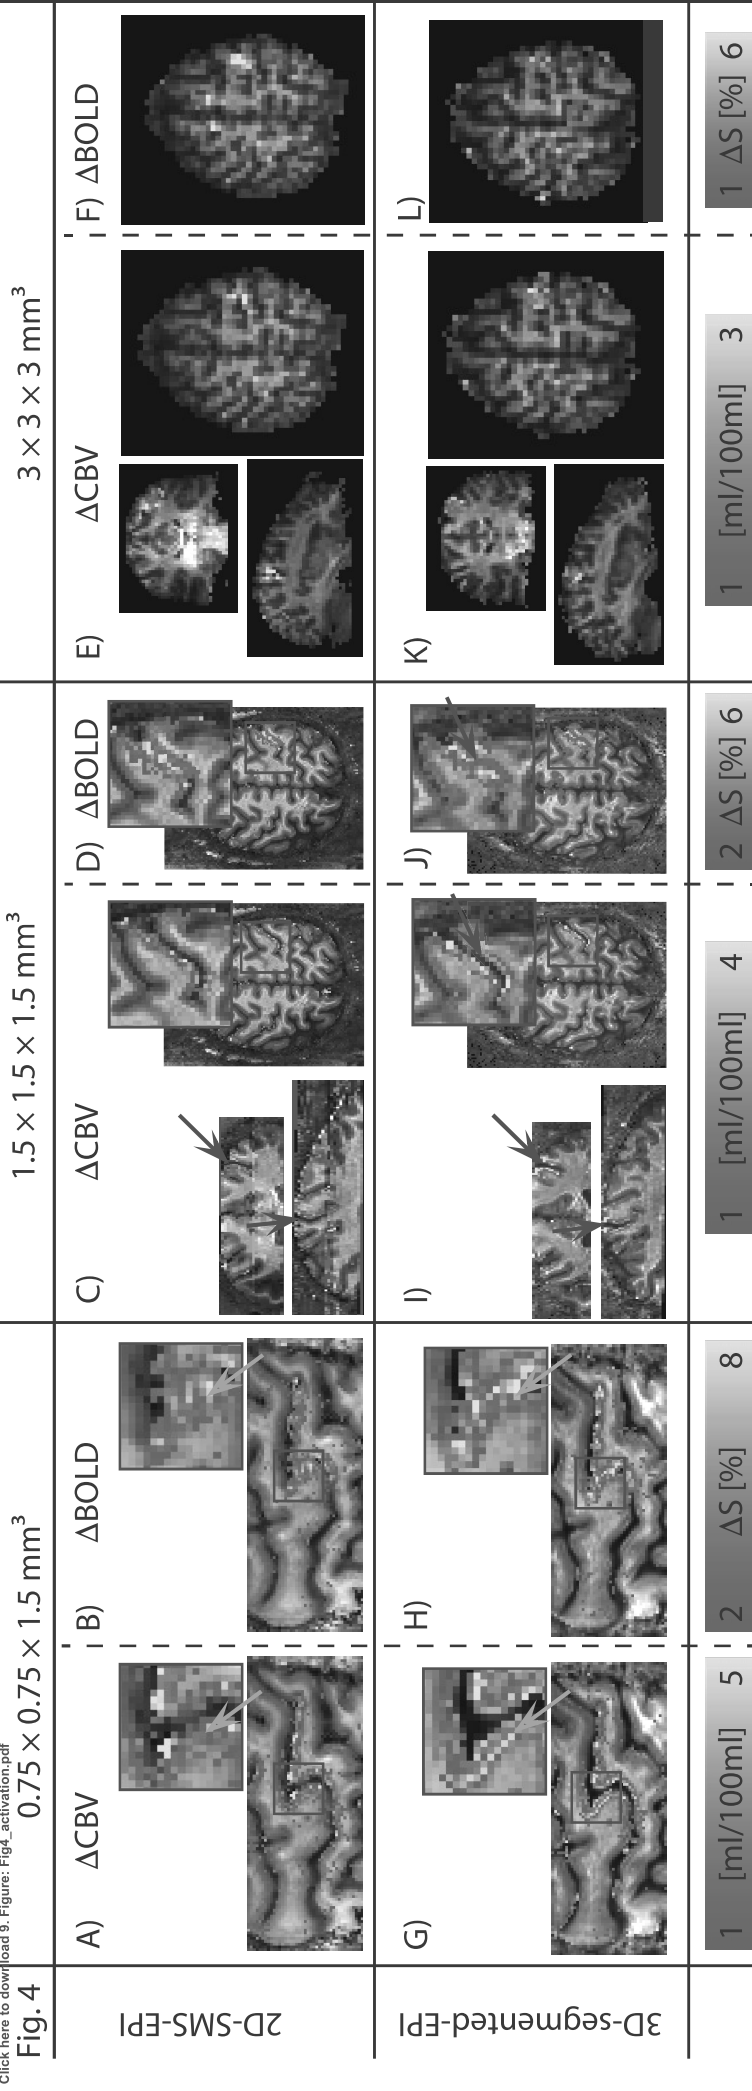 Click here to download 9. Figure: Fig4_activation.pdf
Fig. 4
0.75 × 0.75 × 1.5 mm³
1.5 × 1.5 × 1.5 mm³
3 × 3 × 3 mm³
2D-SMS-EPI
A) ΔCBV
B) ΔBOLD
C) ΔCBV
D) ΔBOLD
E) ΔCBV
F) ΔBOLD
3D-segmented-EPI
G)
H)
I)
J)
K)
L)
1 [ml/100ml] 5
2 ΔS [%] 8
1 [ml/100ml] 4
2 ΔS [%] 6
1 [ml/100ml] 3
1 ΔS [%] 6